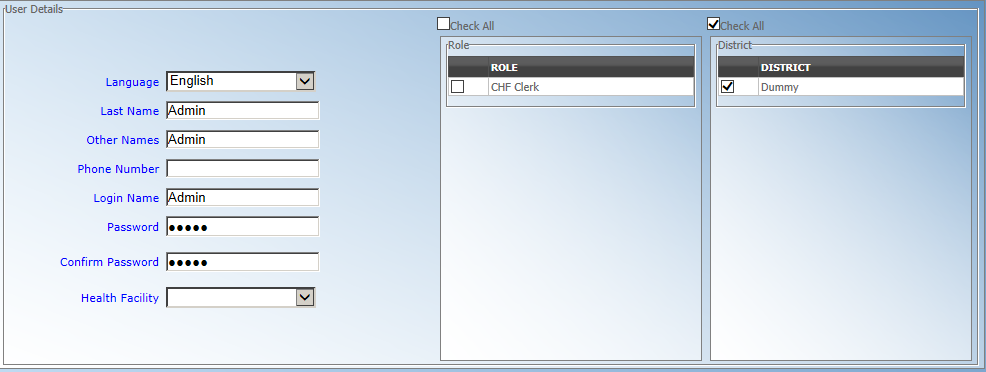 User Details
Check All
Check All
Role
District
ROLE
DISTRICT
CHF Clerk
Dummy
Language English
Last Name Admin
Other Names Admin
Phone Number
Login Name Admin
Password ●●●●●
Confirm Password ●●●●●
Health Facility